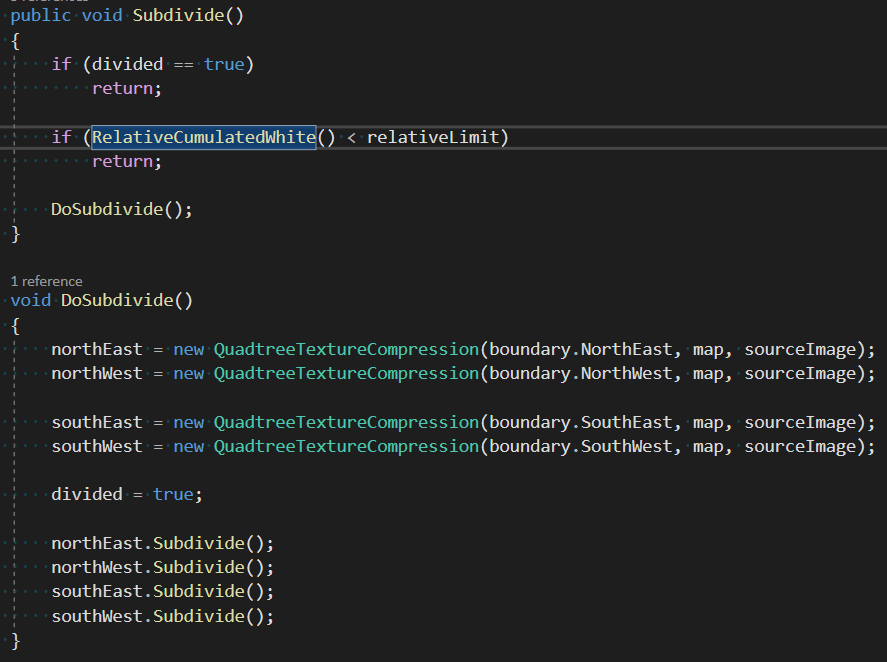 public void Subdivide()
{
if (divided == true)
return;
if (RelativeCumulatedWhite() < relativeLimit)
return;
DoSubdivide();
}
1 reference
void DoSubdivide()
{
northEast = new QuadtreeTextureCompression(boundary.NorthEast, map, sourceImage);
northWest = new QuadtreeTextureCompression(boundary.NorthWest, map, sourceImage);
southEast = new QuadtreeTextureCompression(boundary.SouthEast, map, sourceImage);
southWest = new QuadtreeTextureCompression(boundary.SouthWest, map, sourceImage);
divided = true;
northEast.Subdivide();
northWest.Subdivide();
southEast.Subdivide();
southWest.Subdivide();
}